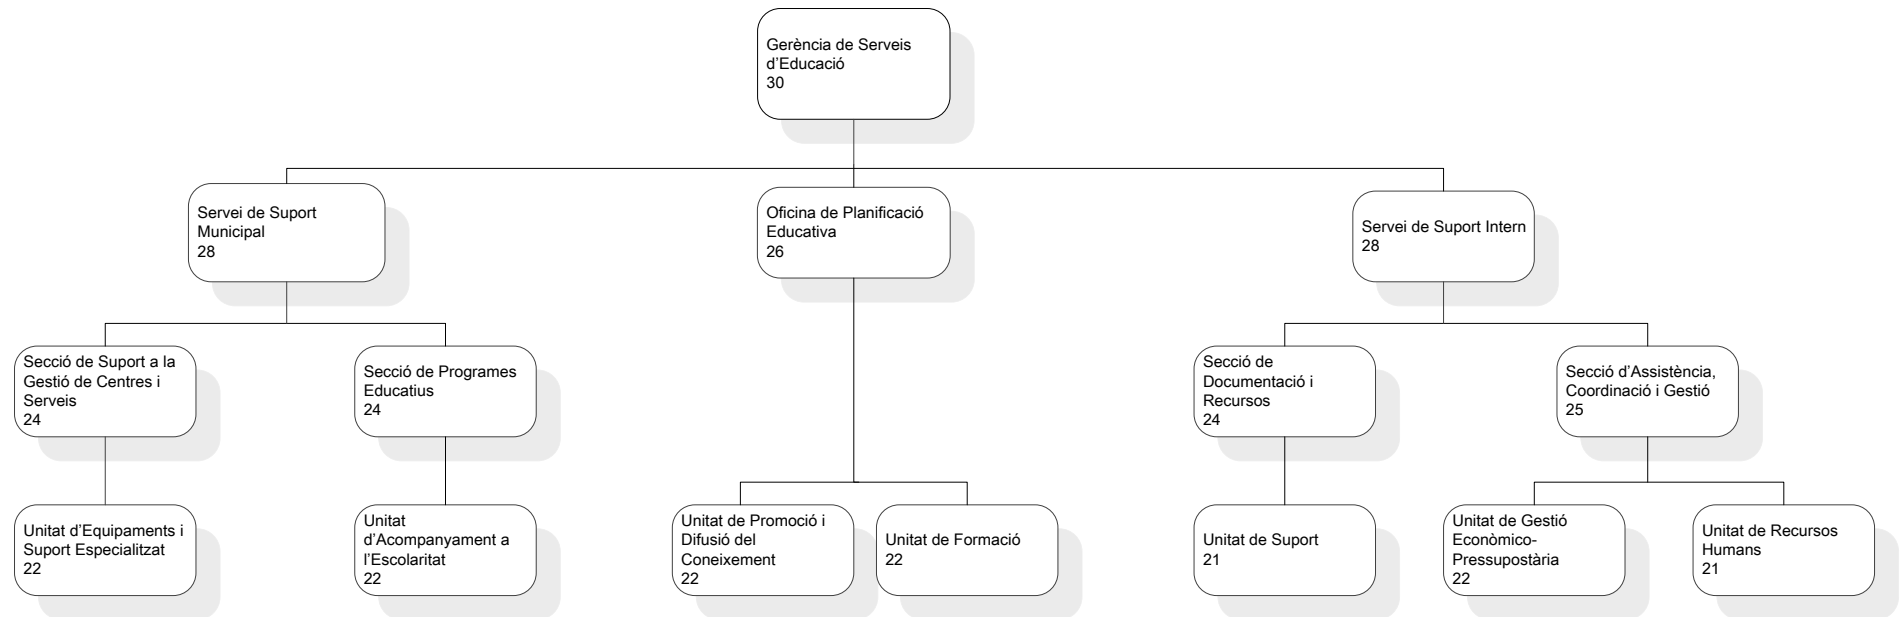 Gerència de Serveis
d’Educació
30
Servei de Suport
Municipal
28
Oficina de Planificació
Educativa
26
Servei de Suport Intern
28
Secció de Suport a la
Gestió de Centres i
Serveis
24
Secció de Programes
Educatius
24
Secció de
Documentació i
Recursos
24
Secció d’Assistència,
Coordinació i Gestió
25
Unitat d’Equipaments i
Suport Especialitzat
22
Unitat
d’Acompanyament a
l’Escolaritat
22
Unitat de Promoció i
Difusió del
Coneixement
22
Unitat de Formació
22
Unitat de Suport
21
Unitat de Gestió
Econòmico-
Pressupostària
22
Unitat de Recursos
Humans
21